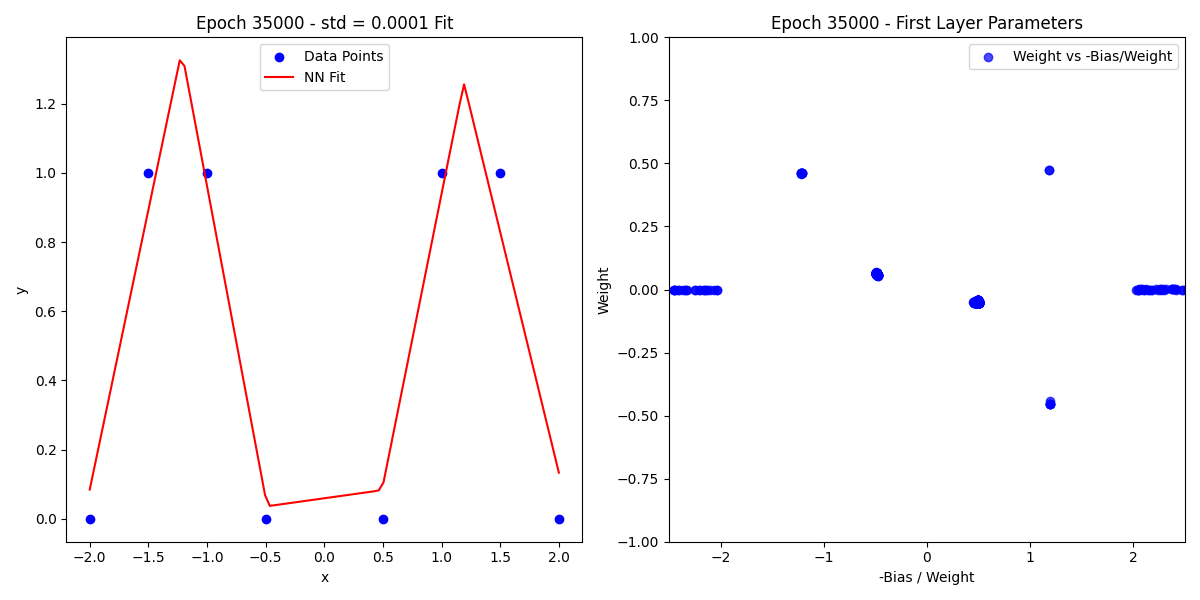 Epoch 35000 - std = 0.0001 Fit
Data Points
NN Fit
y
1.2
1.0
0.8
0.6
0.4
0.2
0.0
−2.0 −1.5 −1.0 −0.5 0.0 0.5 1.0 1.5 2.0
x
Epoch 35000 - First Layer Parameters
Weight vs -Bias/Weight
Weight
1.00
0.75
0.50
0.25
0.00
−0.25
−0.50
−0.75
−1.00
−2 −1 0 1 2
-Bias / Weight